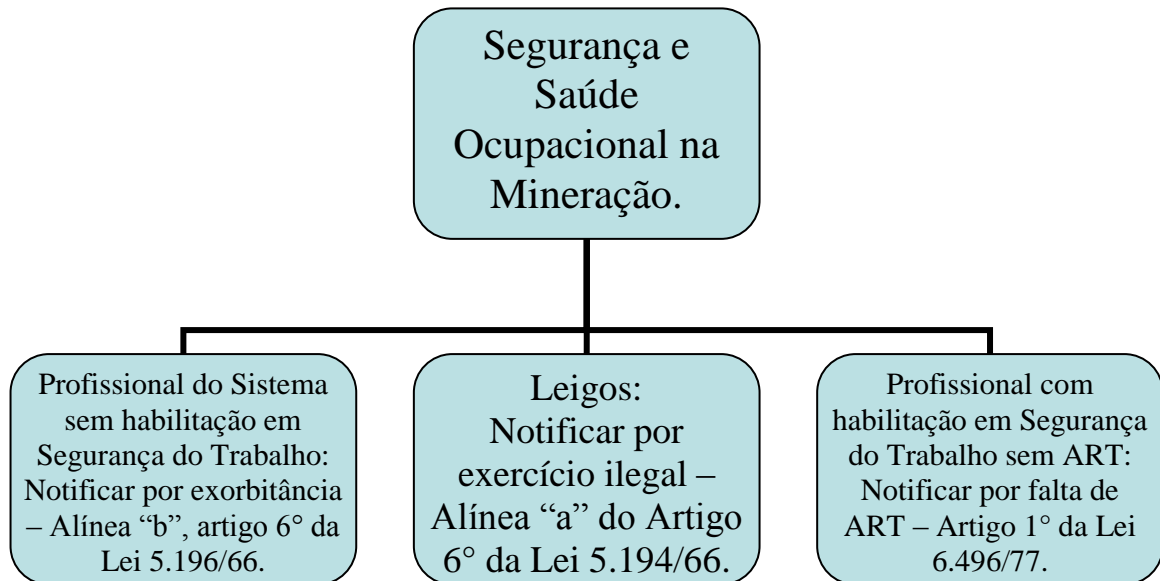 Segurança e
Saúde
Ocupacional na
Mineração.
Profissional do Sistema
sem habilitação em
Segurança do Trabalho:
Notificar por exorbitância
– Alínea “b”, artigo 6° da
Lei 5.196/66.
Leigos:
Notificar por
exercício ilegal –
Alínea “a” do Artigo
6° da Lei 5.194/66.
Profissional com
habilitação em Segurança
do Trabalho sem ART:
Notificar por falta de
ART – Artigo 1° da Lei
6.496/77.